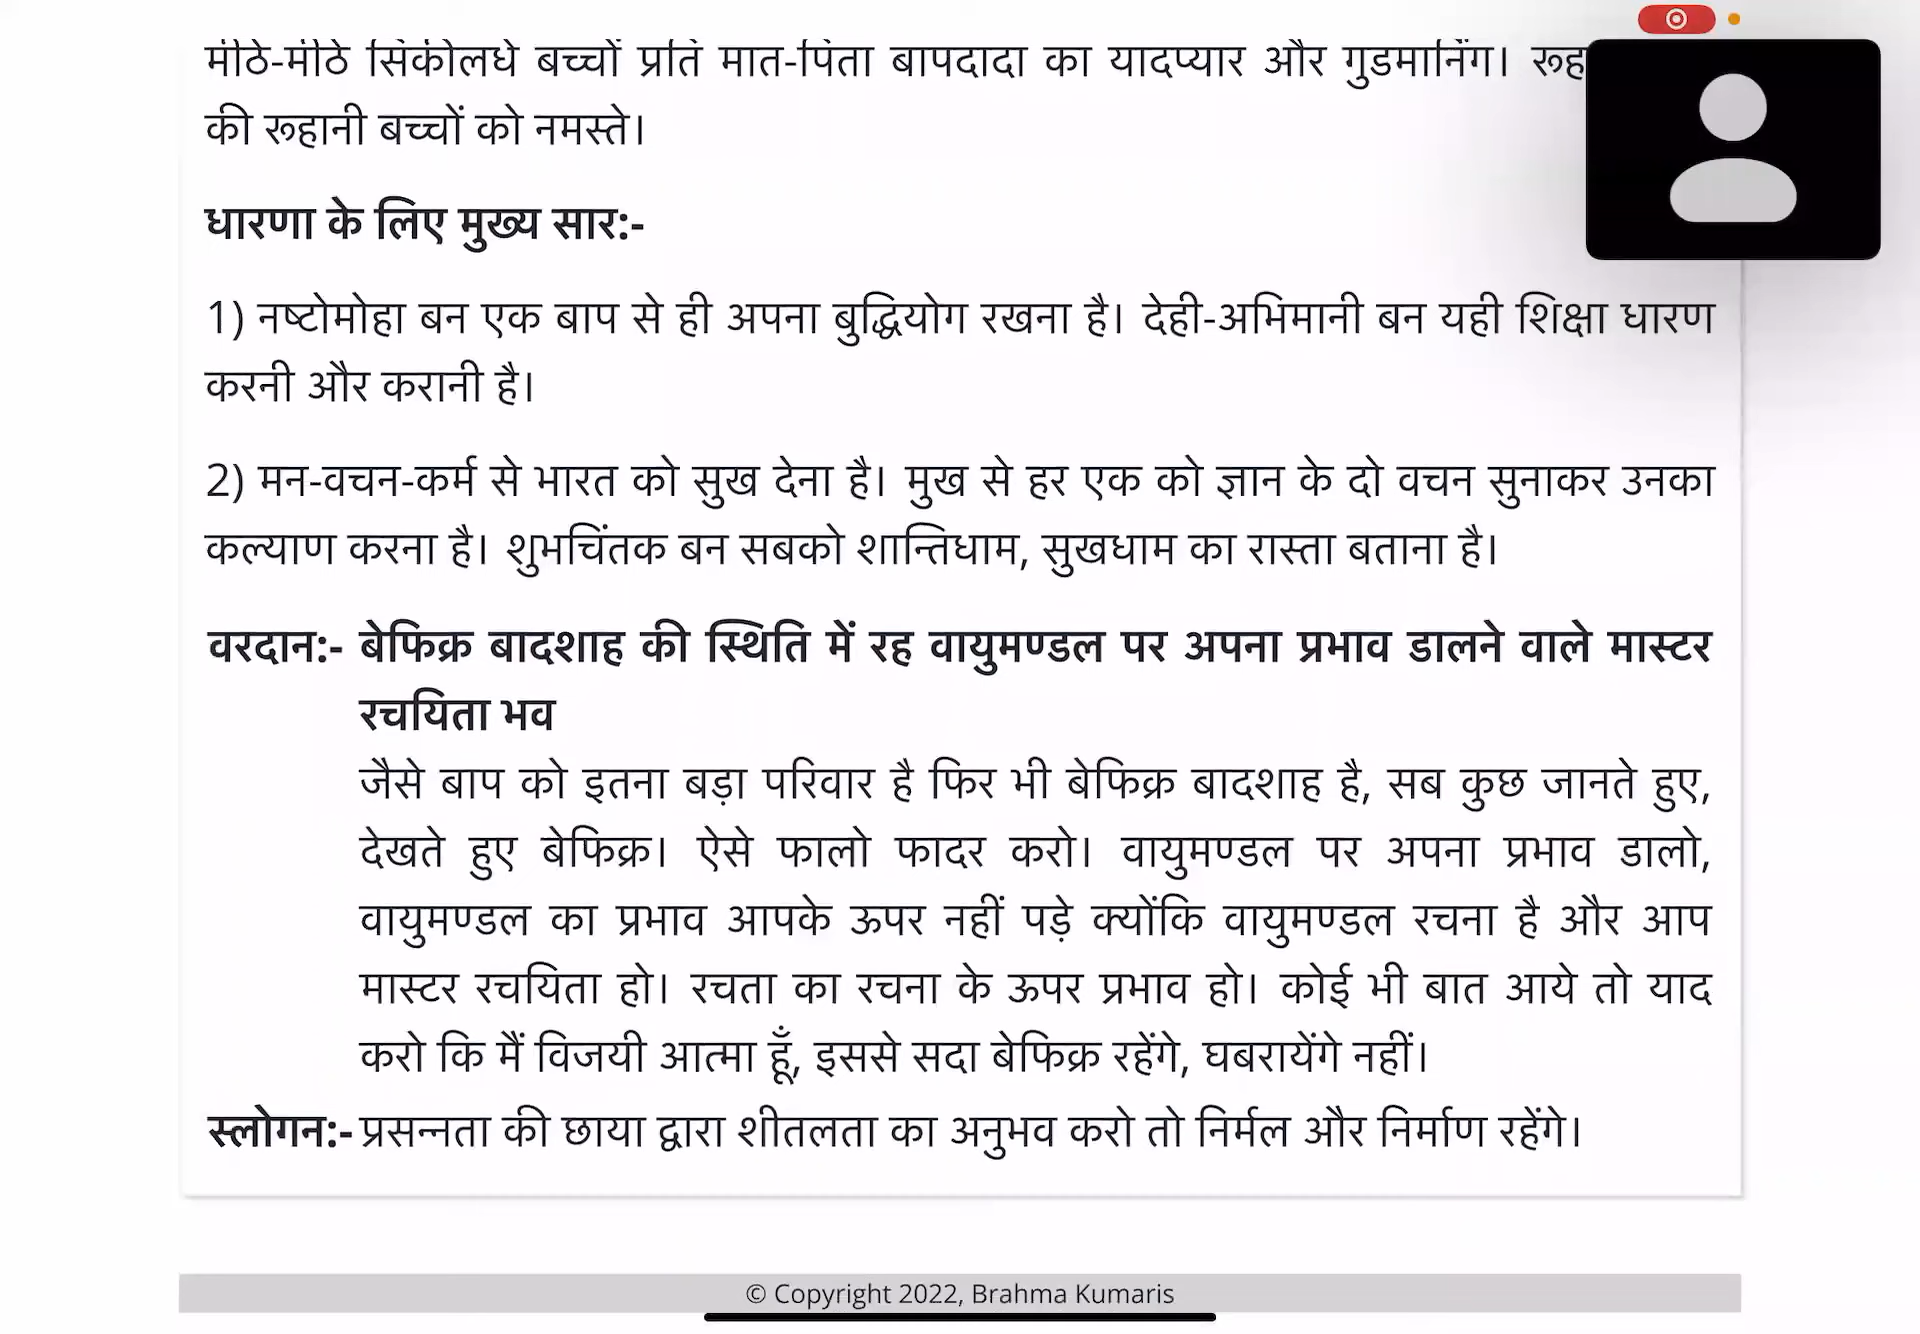 मीठे-मीठे सिकीलधे बच्चों प्रति मात-पिता बापदादा का यादप्यार और गुडमार्निंग।
की रूहानी बच्चों को नमस्ते।
धारणा के लिए मुख्य सार:-
1) नष्टोमोहा बन एक बाप से ही अपना बुद्धियोग रखना है। देही-अभिमानी बन यही शिक्षा धारण
करनी और करानी है।
2) मन-वचन-कर्म से भारत को सुख देना है। मुख से हर एक को ज्ञान के दो वचन सुनाकर उनका
कल्याण करना है। शुभचिंतक बन सबको शान्तिधाम, सुखधाम का रास्ता बताना है।
वरदान:- बेफिक्र बादशाह की स्थिति में रह वायुमण्डल पर अपना प्रभाव डालने वाले मास्टर
रचयिता भव
जैसे बाप को इतना बड़ा परिवार है फिर भी बेफिक्र बादशाह है, सब कुछ जानते हुए,
देखते हुए बेफिक्र। ऐसे फालो फादर करो। वायुमण्डल पर अपना प्रभाव डालो,
वायुमण्डल का प्रभाव आपके ऊपर नहीं पड़े क्योंकि वायुमण्डल रचना है और आप
मास्टर रचयिता हो। रचता का रचना के ऊपर प्रभाव हो। कोई भी बात आये तो याद
करो कि मैं विजयी आत्मा हूँ, इससे सदा बेफिक्र रहेंगे, घबरायेंगे नहीं।
स्लोगन:- प्रसन्नता की छाया द्वारा शीतलता का अनुभव करो तो निर्मल और निर्माण रहेंगे।
© Copyright 2022, Brahma Kumaris